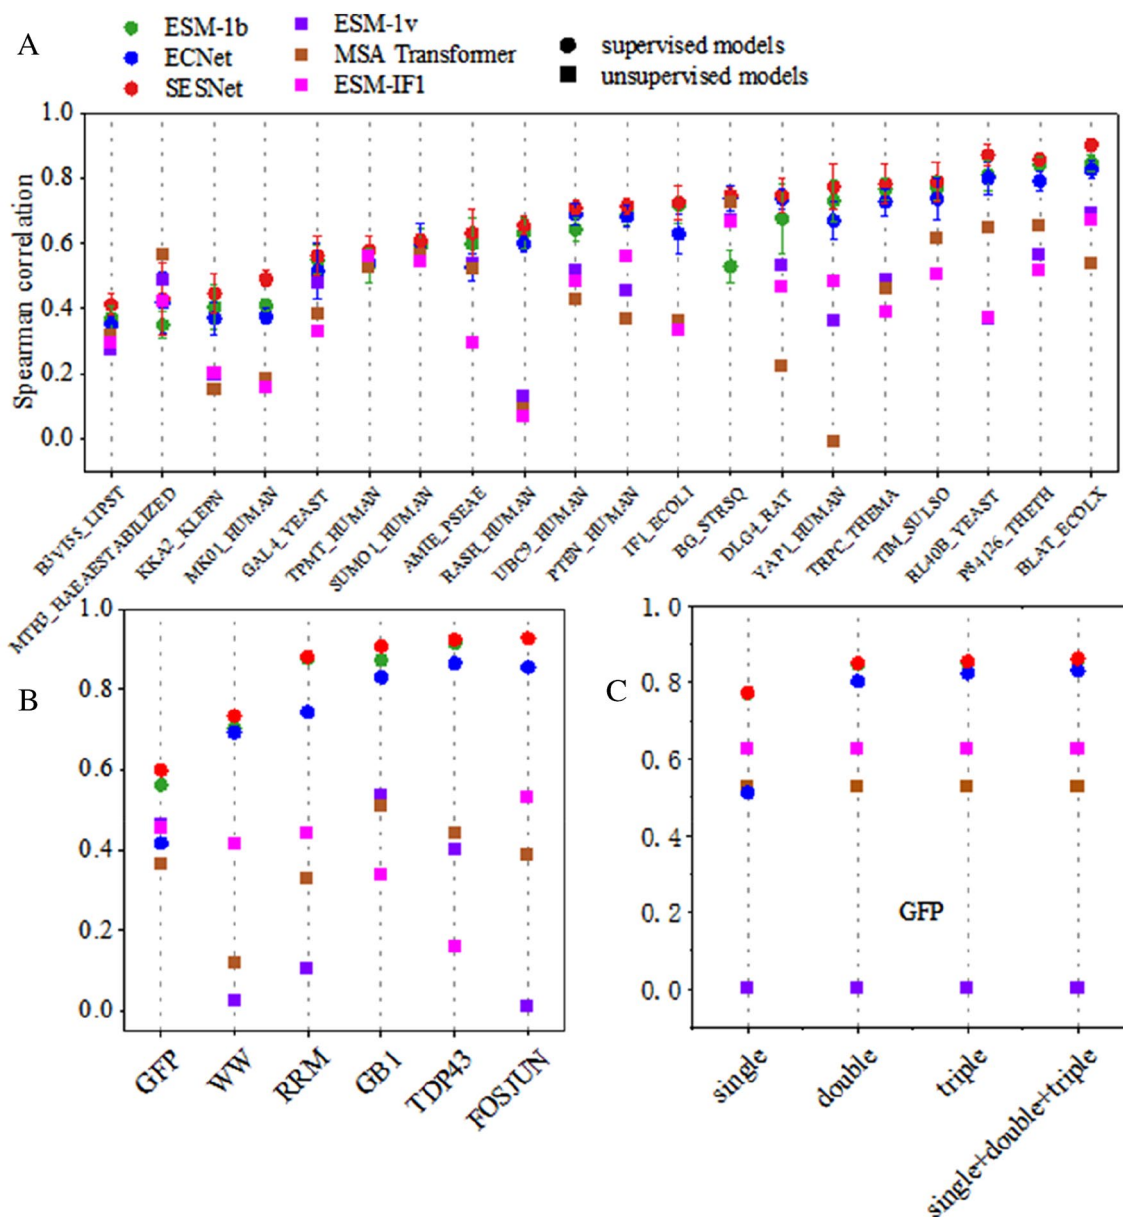 A
ESM-1b
ECNet
SESNet
ESM-1v
MSA Transformer
ESM-IF1
supervised models
unsupervised models
Spearman correlation
1.0
0.8
0.6
0.4
0.2
0.0
B3VI55_LIPST
MTH3_HAEAESTABILIZED
KKA2_KLEPN
MK01_HUMAN
GAL4_YEAST
TPMT_HUMAN
SUMO1_HUMAN
AMIE_PSEAE
RASH_HUMAN
UBC9_HUMAN
PTEN_HUMAN
IF1_ECOLI
BG_STRSQ
DLG4_RAT
YAP1_HUMAN
TRPC_THEMA
TIM_SULSO
RL40B_YEAST
P84126_THETH
BLAT_ECOLX
B
1.0
0.8
0.6
0.4
0.2
0.0
GFP
WW
RRM
GB1
TDP43
FOSJUN
C
1.0
0.8
0.6
0.4
0.2
0.0
GFP
single
double
triple
single+double+triple